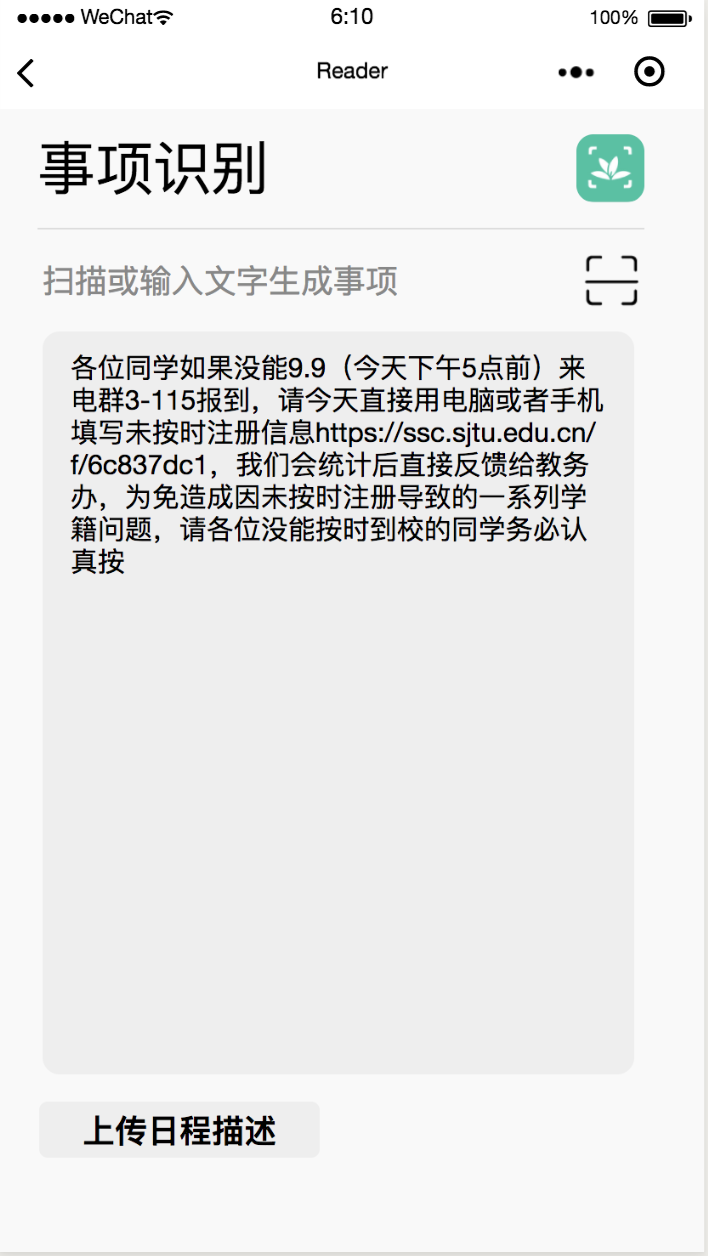 ●●●●● WeChat 6:10 100%
Reader
事项识别
扫描或输入文字生成事项
各位同学如果没能9.9（今天下午5点前）来
电群3-115报到，请今天直接用电脑或者手机
填写未按时注册信息https://ssc.sjtu.edu.cn/
f/6c837dc1，我们会统计后直接反馈给教务
办，为免造成因未按时注册导致的一系列学
籍问题，请各位没能按时到校的同学务必认
真按
上传日程描述